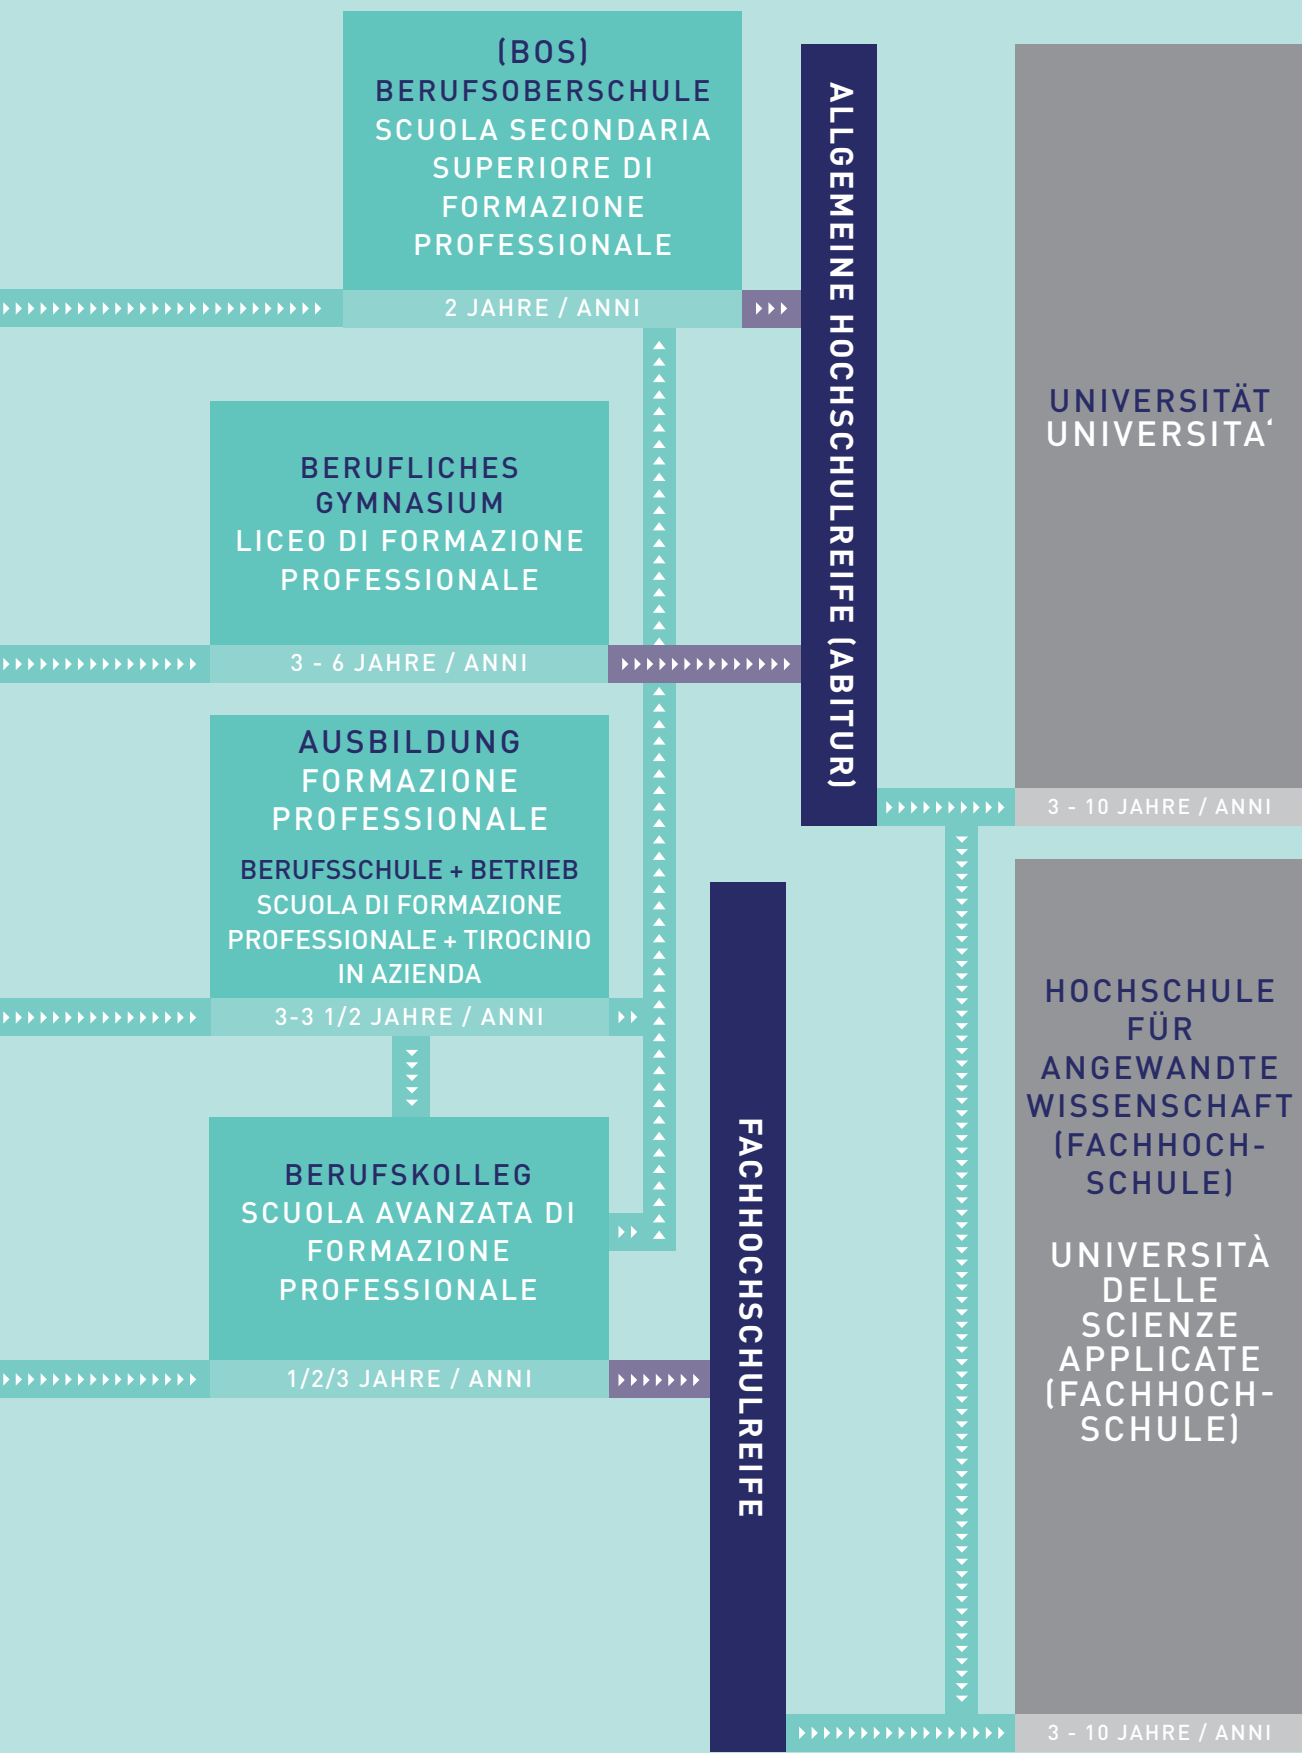 (BOS)
BERUFSOBERSCHULE
SCUOLA SECONDARIA
SUPERIORE DI
FORMAZIONE
PROFESSIONALE
2 JAHRE / ANNI
BERUFLICHES
GYMNASIUM
LICEO DI FORMAZIONE
PROFESSIONALE
3 - 6 JAHRE / ANNI
AUSBILDUNG
FORMAZIONE
PROFESSIONALE
BERUFSSCHULE + BETRIEB
SCUOLA DI FORMAZIONE
PROFESSIONALE + TIROCINIO
IN AZIENDA
3-3 1/2 JAHRE / ANNI
BERUFSKOLLEG
SCUOLA AVANZATA DI
FORMAZIONE
PROFESSIONALE
1/2/3 JAHRE / ANNI
ALLGEMEINE HOCHSCHULREIFE (ABITUR)
FACHHOCHSCHULREIFE
UNIVERSITÄT
UNIVERSITA‘
3 - 10 JAHRE / ANNI
HOCHSCHULE
FÜR
ANGEWANDTE
WISSENSCHAFT
(FACHHOCH-
SCHULE)
UNIVERSITÀ
DELLE
SCIENZE
APPLICATE
(FACHHOCH-
SCHULE)
3 - 10 JAHRE / ANNI